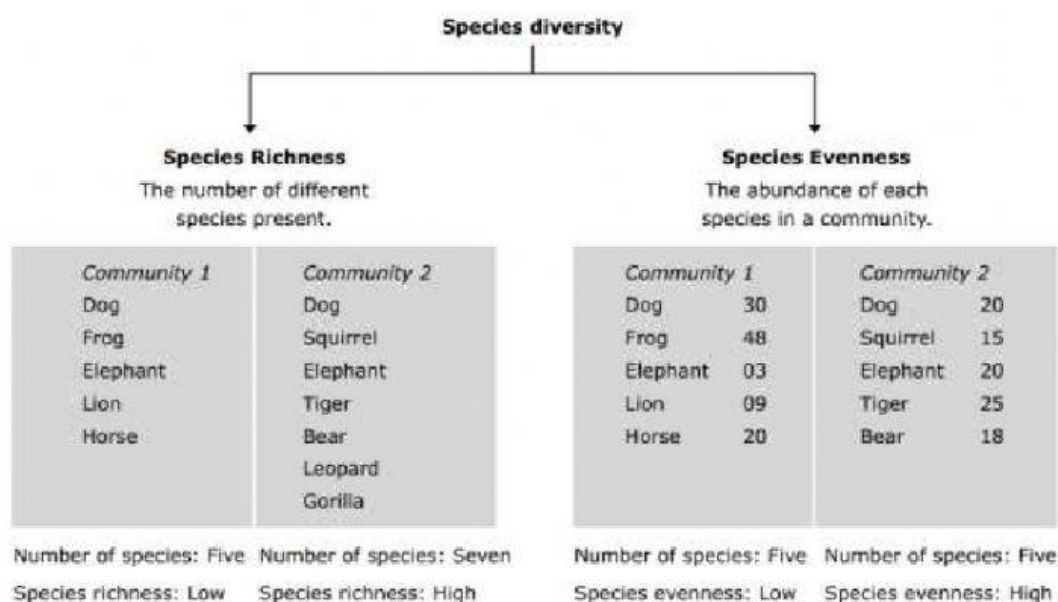 Species diversity
Species Richness
The number of different
species present.
Community 1
Dog
Frog
Elephant
Lion
Horse
Community 2
Dog
Squirrel
Elephant
Tiger
Bear
Leopard
Gorilla
Number of species: Five
Species richness: Low
Number of species: Seven
Species richness: High
Species Evenness
The abundance of each
species in a community.
Community 1
Dog 30
Frog 48
Elephant 03
Lion 09
Horse 20
Community 2
Dog 20
Squirrel 15
Elephant 20
Tiger 25
Bear 18
Number of species: Five
Species evenness: Low
Number of species: Five
Species evenness: High